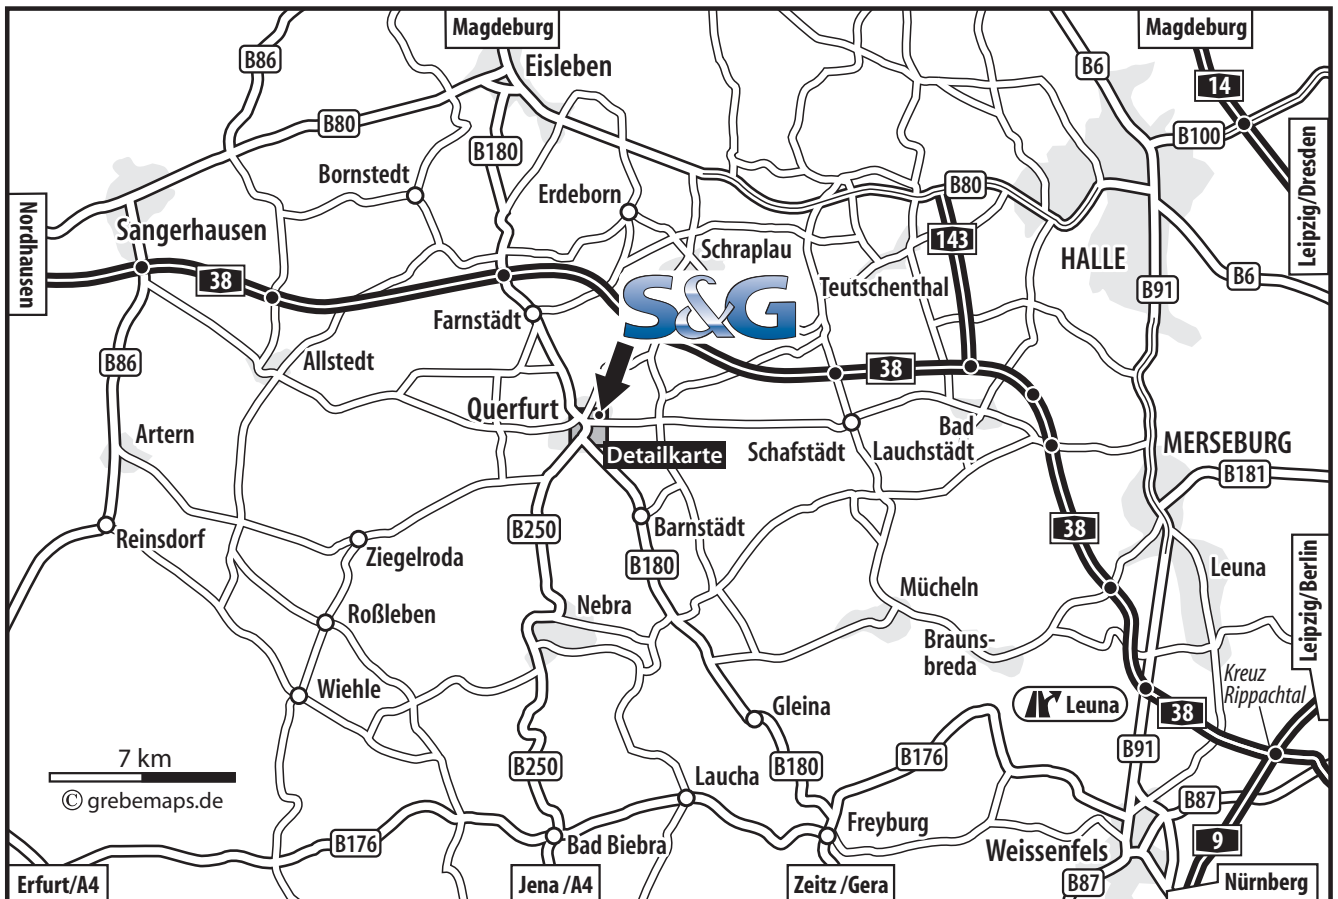 Magdeburg
Magdeburg
B86
Eisleben
B6
14
B80
B100
B180
Leipzig/Dresden
Bornstedt
Erdeborn
B80
Nordhausen
Sangerhausen
143
Schraplau
HALLE
38
B6
S&G
Teutschenthal
B91
Farnstädt
B86
Allstedt
38
Querfurt
Artern
Detailkarte
Schafstädt
Bad
Lauchstädt
MERSEBURG
B181
B250
Barnstädt
38
Reinsdorf
Ziegelroda
B180
Leuna
Leipzig/Berlin
Nebra
Mücheln
Roßleben
Brauns-
breda
Kreuz
Rippachtal
Wiehle
Gleina
Leuna
38
7 km
B91
B176
B250
B180
© grebemaps.de
Laucha
B87
B176
Bad Biebra
Freyburg
Weissenfels
9
Erfurt/A4
Jena /A4
Zeitz /Gera
B87
Nürnberg